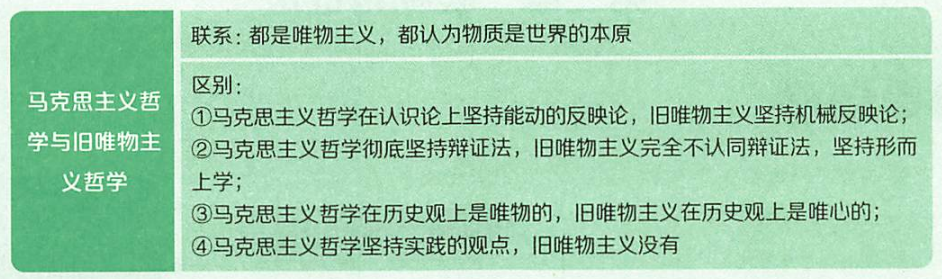 马克思主义哲
学与旧唯物主
义哲学
联系：都是唯物主义，都认为物质是世界的本原
区别：
①马克思主义哲学在认识论上坚持能动的反映论，旧唯物主义坚持机械反映论；
②马克思主义哲学彻底坚持辩证法，旧唯物主义完全不认同辩证法，坚持形而
上学；
③马克思主义哲学在历史观上是唯物的，旧唯物主义在历史观上是唯心的；
④马克思主义哲学坚持实践的观点，旧唯物主义没有